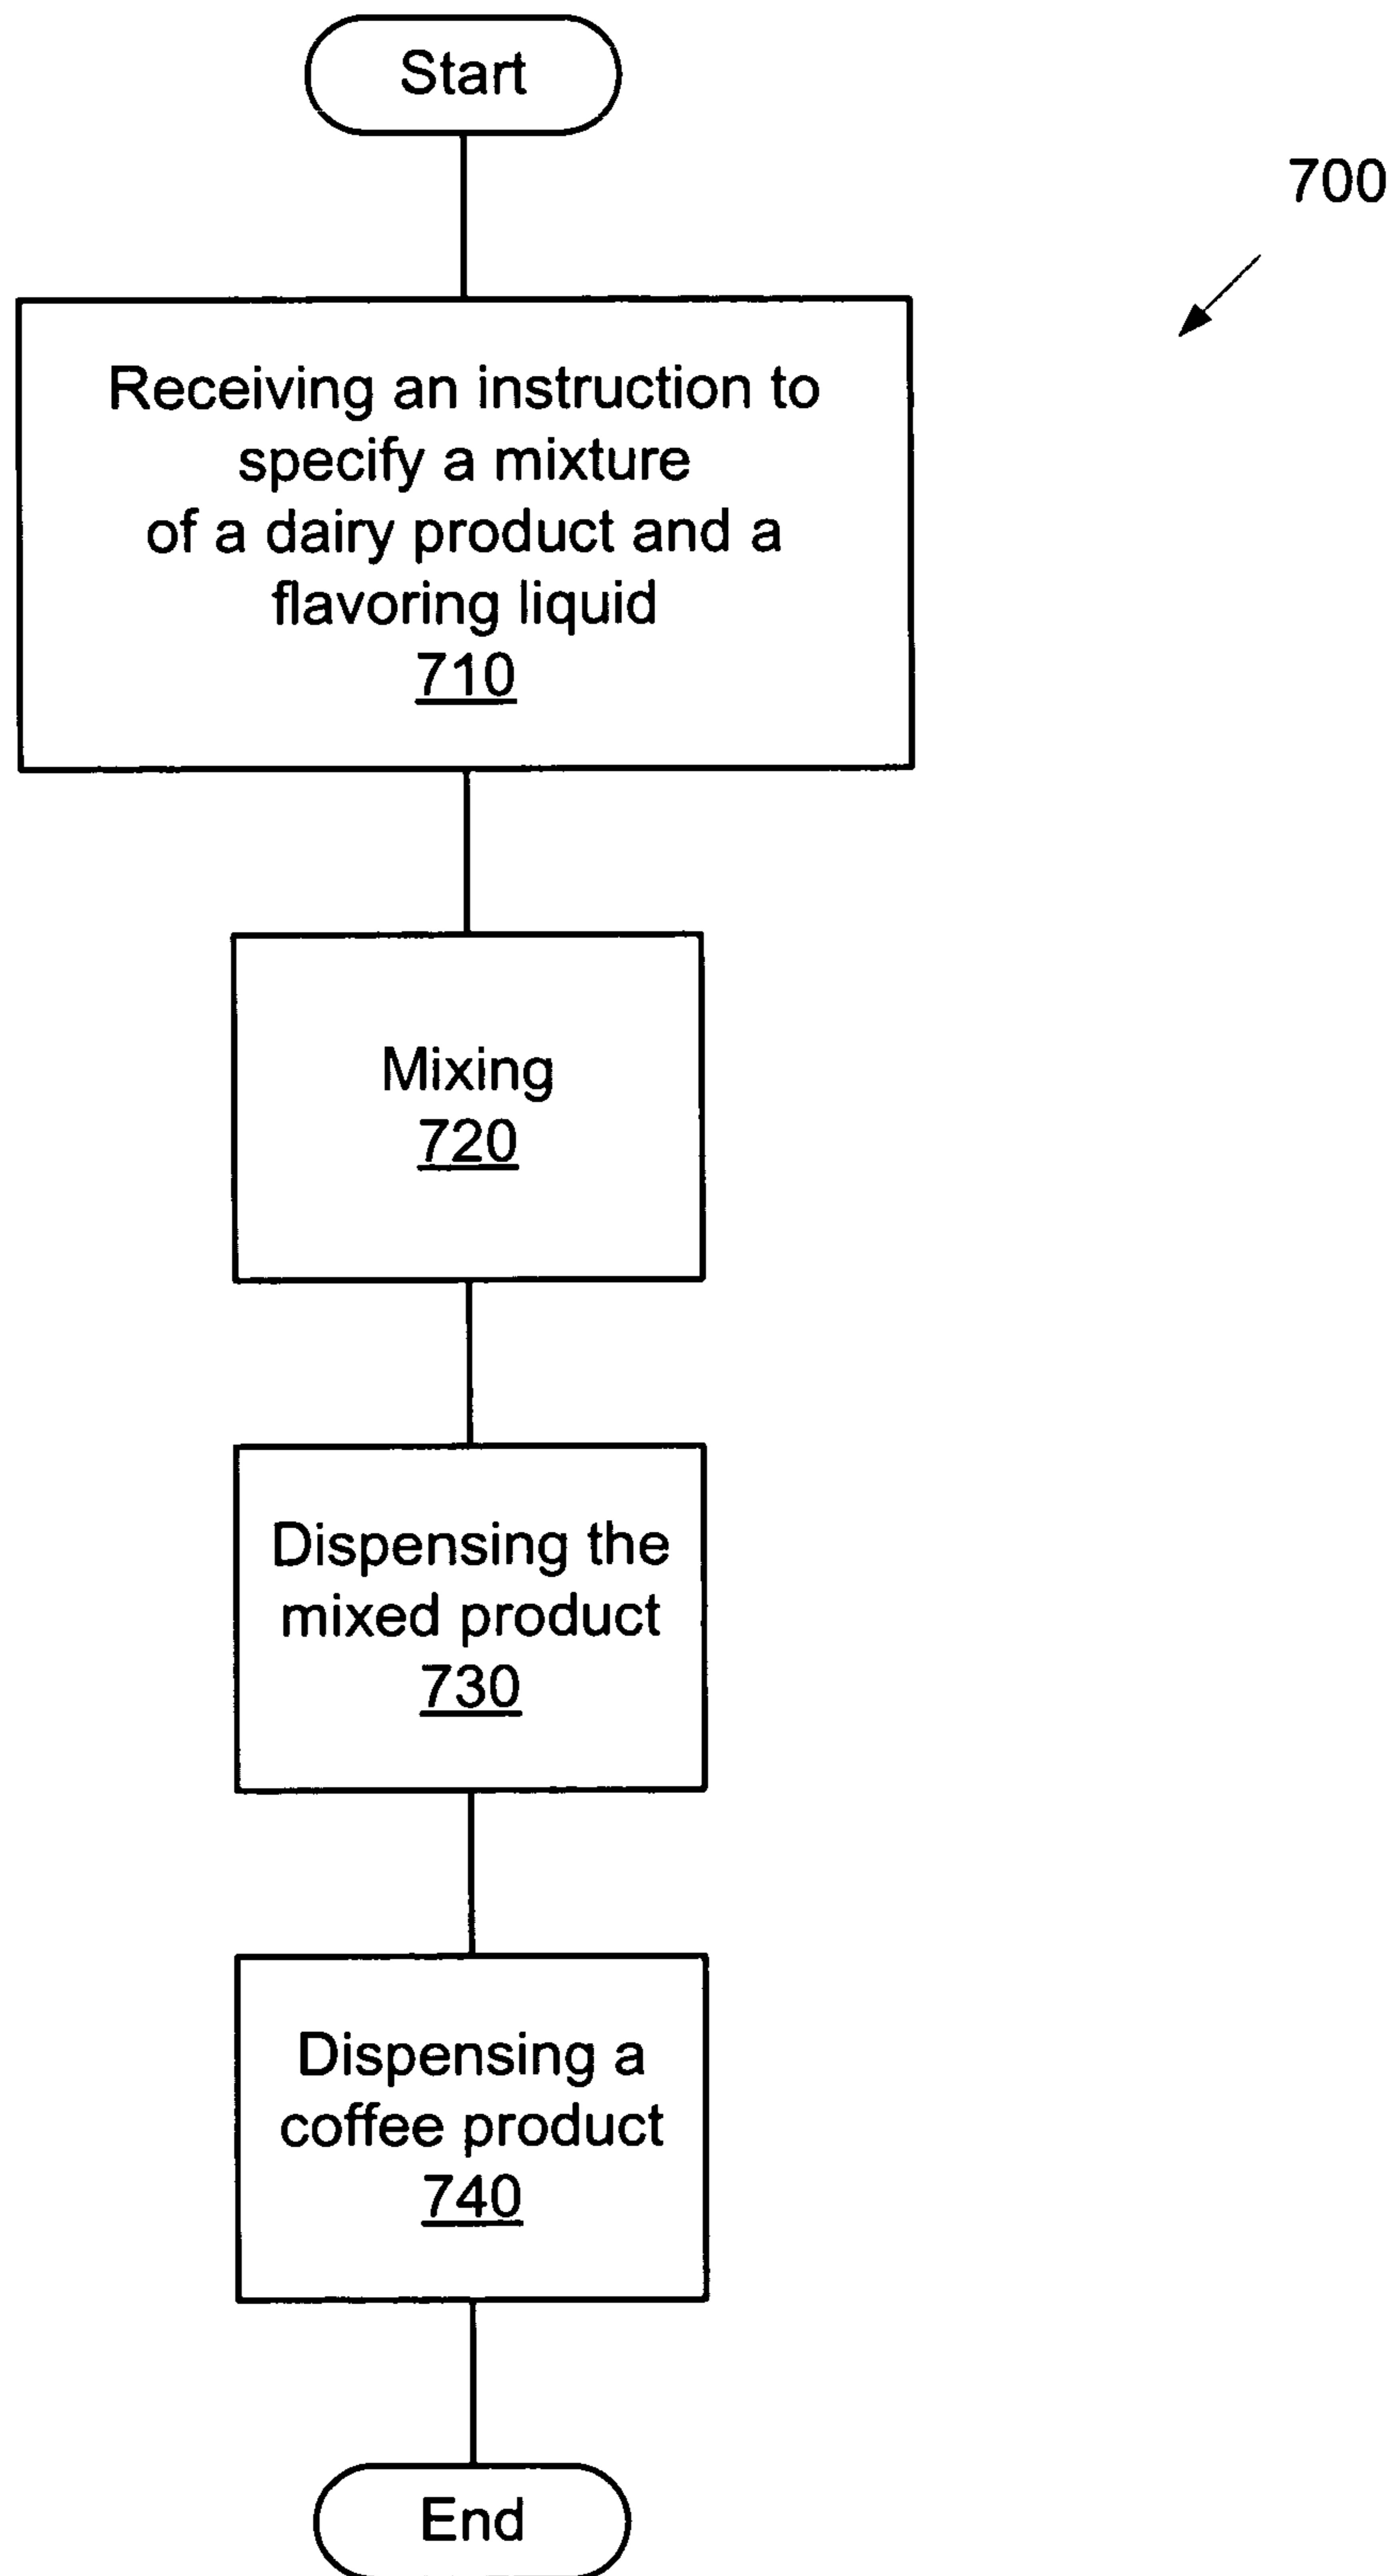 Start
700
Receiving an instruction to
specify a mixture
of a dairy product and a
flavoring liquid
710
Mixing
720
Dispensing the
mixed product
730
Dispensing a
coffee product
740
End